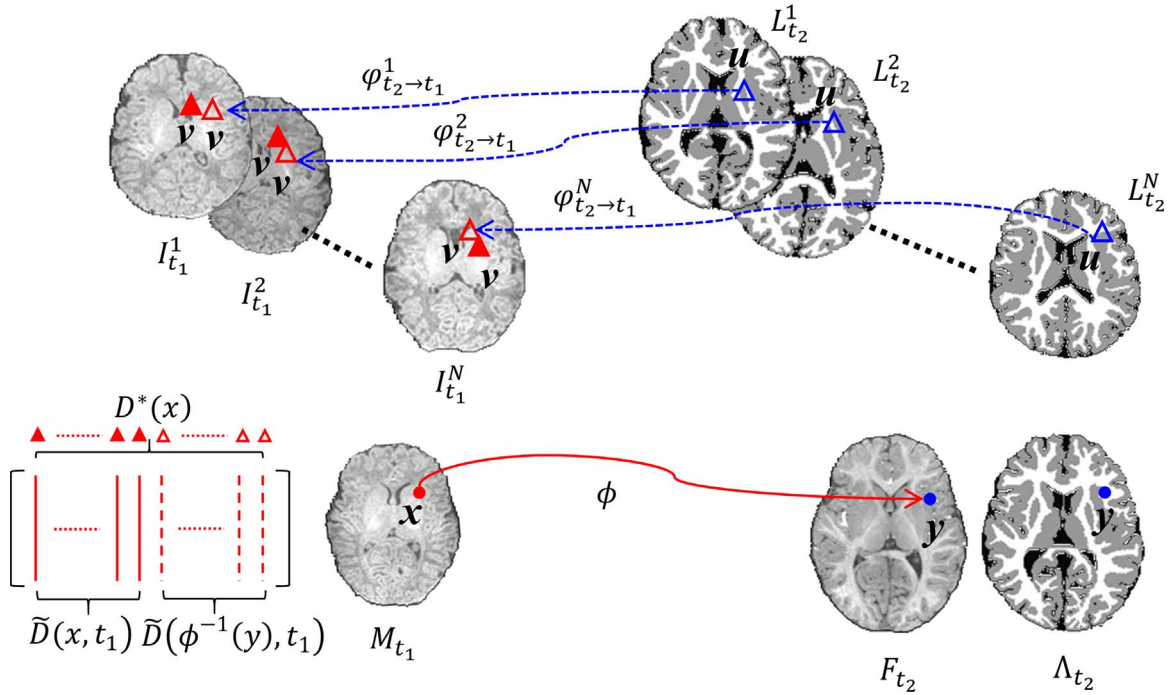 L^1_{t_2}
u
φ^1_{t_2→t_1}
L^2_{t_2}
u
v v
φ^2_{t_2→t_1}
v v
φ^N_{t_2→t_1}
L^N_{t_2}
I^1_{t_1}
v v
u
I^2_{t_1}
I^N_{t_1}
D^*(x)
ϕ
x
y
y
D̃(x, t_1) D̃(ϕ^{-1}(y), t_1)
M_{t_1}
F_{t_2}
Λ_{t_2}